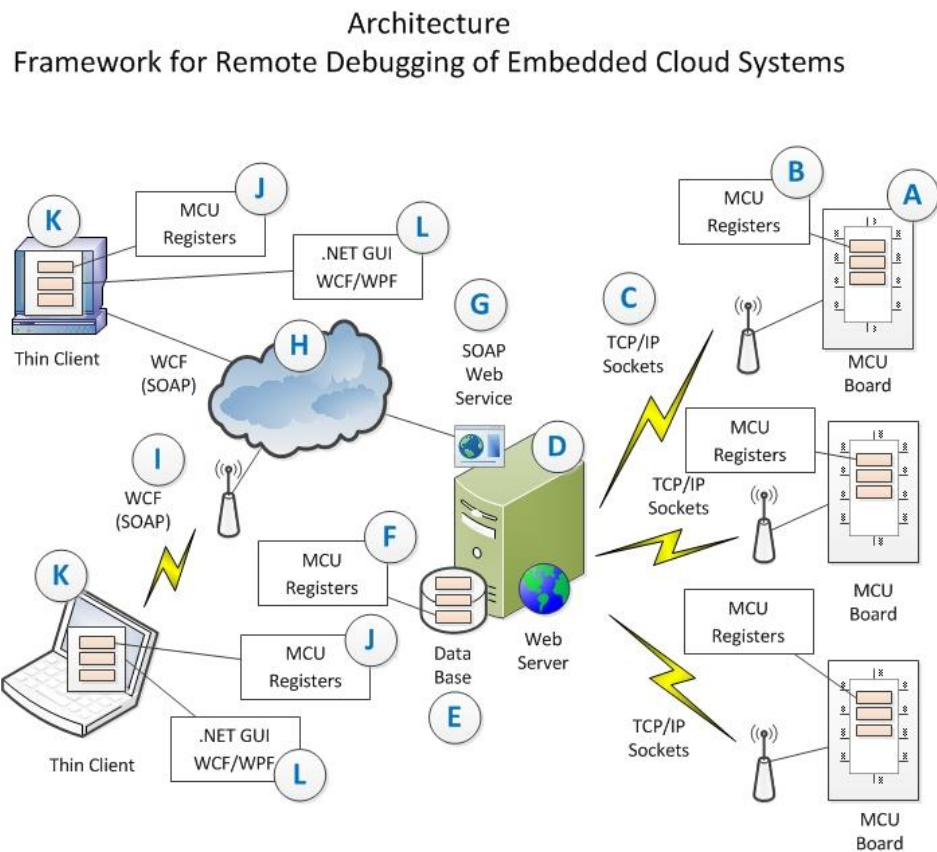 Architecture
Framework for Remote Debugging of Embedded Cloud Systems
K
J
MCU
Registers
L
.NET GUI
WCF/WPF
Thin Client
WCF
(SOAP)
H
G
SOAP
Web
Service
C
TCP/IP
Sockets
B
MCU
Registers
A
MCU
Board
I
WCF
(SOAP)
D
MCU
Registers
TCP/IP
Sockets
MCU
Board
F
MCU
Registers
Data
Base
E
Web
Server
K
J
MCU
Registers
.NET GUI
WCF/WPF
L
Thin Client
MCU
Registers
TCP/IP
Sockets
MCU
Board